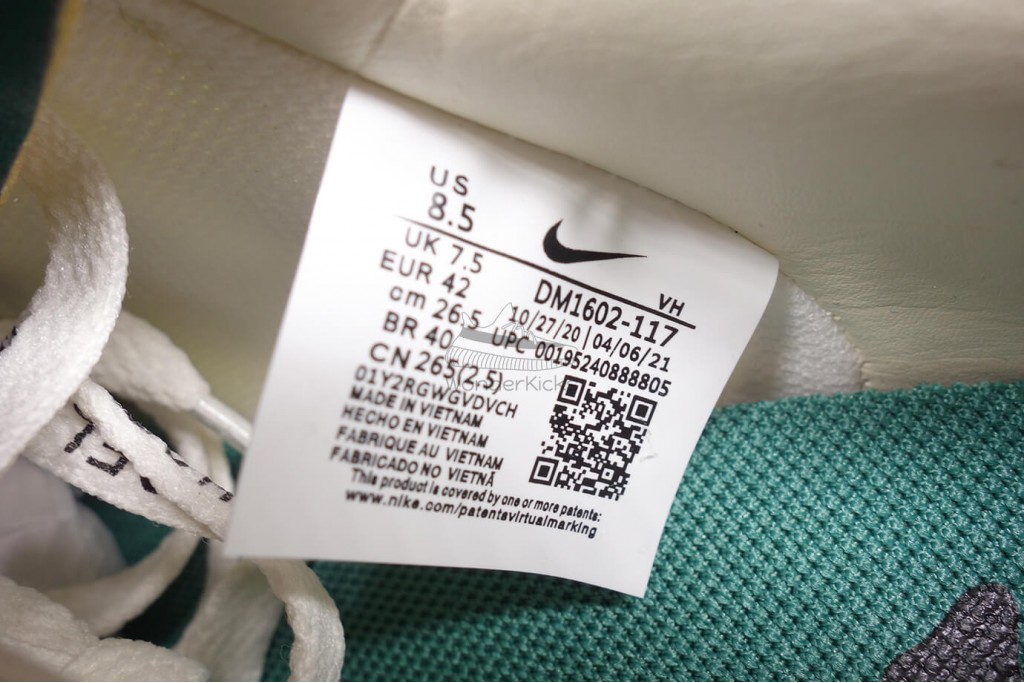 US
8.5
UK 7.5
EUR 42
cm 26.5
BR 40
CN 265(2.5)
VH
DM1602-117
10/27/20 | 04/06/21
UPC 00195240888805
01Y2RGWGVDVCH
MADE IN VIETNAM
HECHO EN VIETNAM
FABRIQUE AU VIETNAM
FABRICADO NO VIETNÃ
This product is covered by one or more patents:
www.nike.com/patentsvirtualmarking
WonderKicks